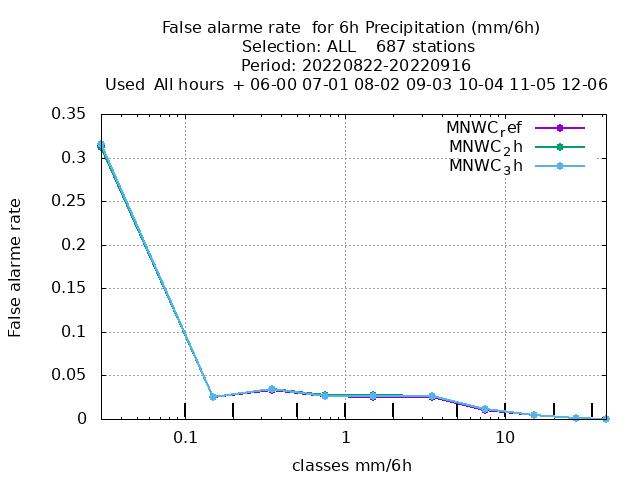 False alarme rate  for 6h Precipitation (mm/6h)
Selection: ALL    687 stations
Period: 20220822-20220916
Used  All hours  + 06-00 07-01 08-02 09-03 10-04 11-05 12-06
MNWC_ref
MNWC_2h
MNWC_3h
0.35
0.3
0.25
0.2
0.15
0.1
0.05
0
False alarme rate
0.1
1
10
classes mm/6h